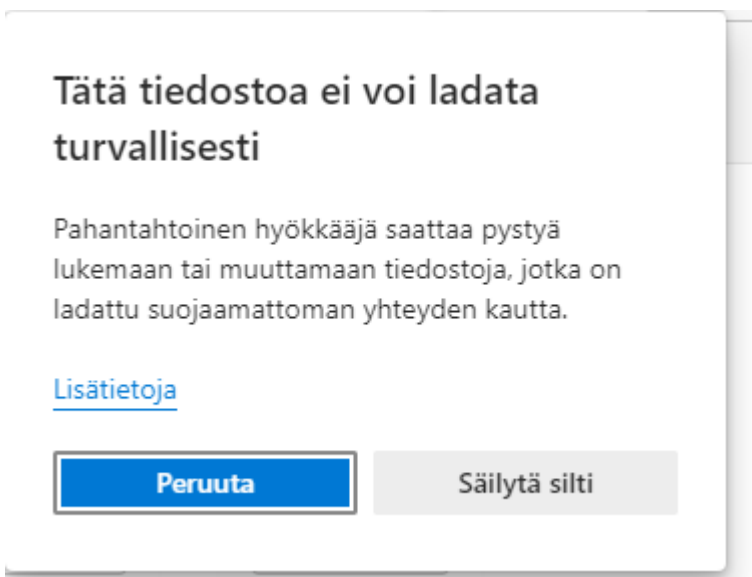 Tätä tiedostoa ei voi ladata
turvallisesti
Pahantahtoinen hyökkääjä saattaa pystyä
lukemaan tai muuttamaan tiedostoja, jotka on
ladattu suojaamattoman yhteyden kautta.
Lisätietoja
Peruuta
Säilytä silti